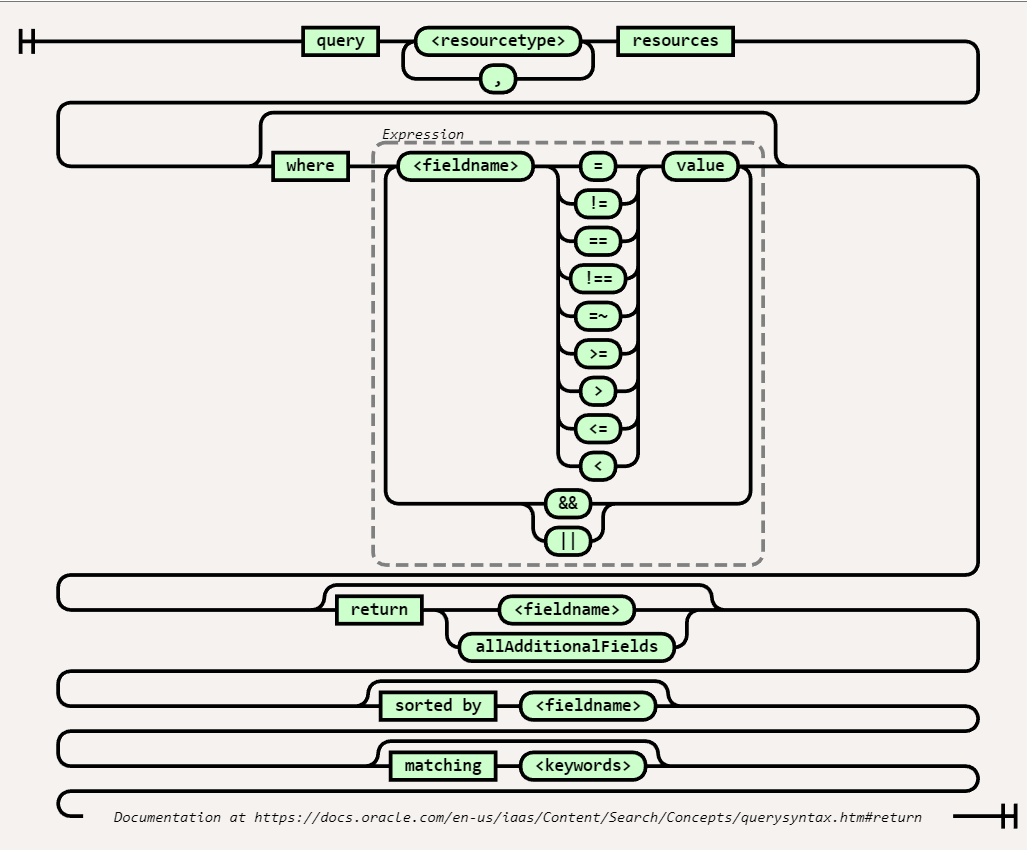 query <resourcetype> resources
,
Expression
where <fieldname> = value
!=
==
!==
=~
>=
>
<=
<
&&
||
return <fieldname>
allAdditionalFields
sorted by <fieldname>
matching <keywords>
Documentation at https://docs.oracle.com/en-us/iaas/Content/Search/Concepts/querysyntax.htm#return